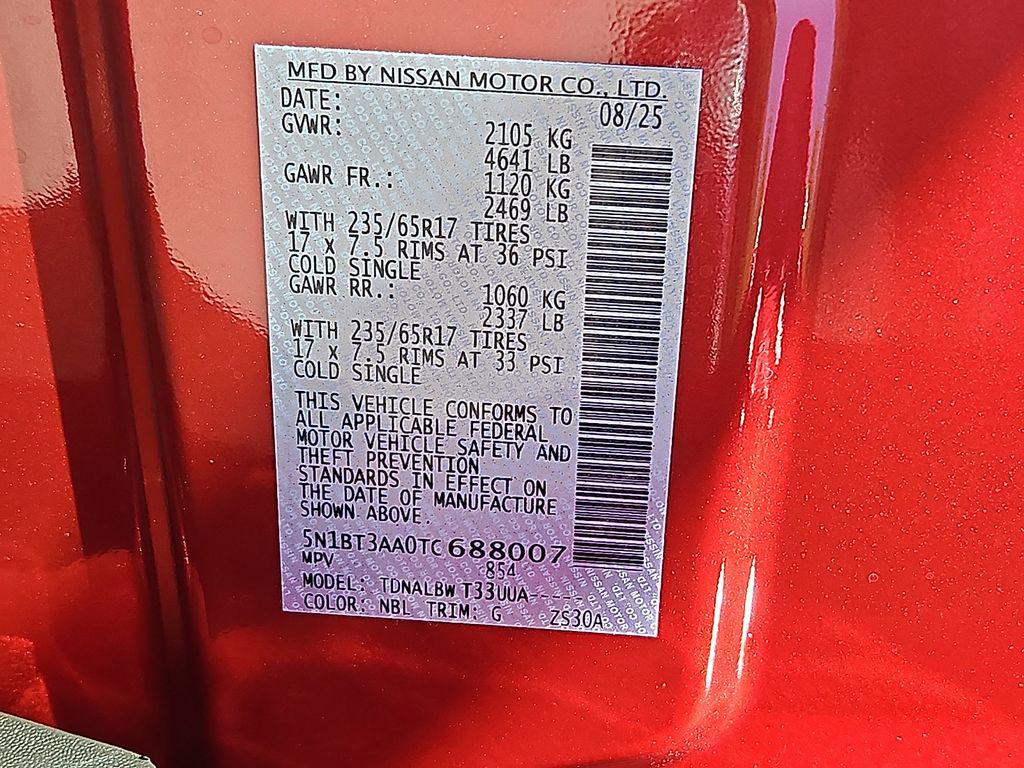 MFD BY NISSAN MOTOR CO., LTD.
DATE: 08/25
GVWR: 2105 KG
4641 LB
GAWR FR.: 1120 KG
2469 LB
WITH 235/65R17 TIRES
17 x 7.5 RIMS AT 36 PSI
COLD SINGLE
GAWR RR.: 1060 KG
2337 LB
WITH 235/65R17 TIRES
17 x 7.5 RIMS AT 33 PSI
COLD SINGLE
THIS VEHICLE CONFORMS TO
ALL APPLICABLE FEDERAL
MOTOR VEHICLE SAFETY AND
THEFT PREVENTION
STANDARDS IN EFFECT ON
THE DATE OF MANUFACTURE
SHOWN ABOVE.
5N1BT3AA0TC688007
MPV 854
MODEL: TDNALBW T33UUA-----
COLOR: NBL TRIM: G ZS30A